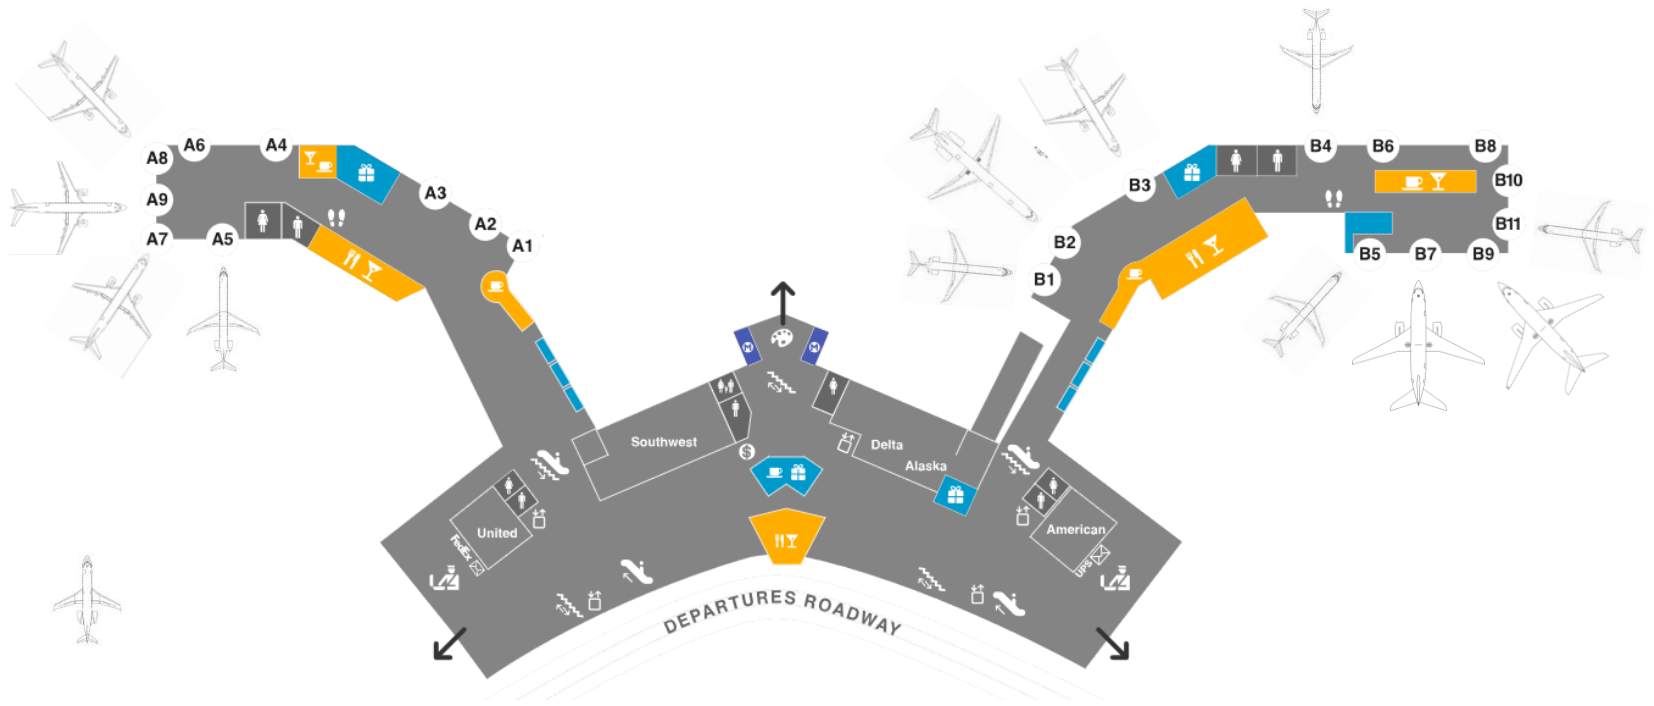 A8
A6
A4
A9
A7
A5
A3
A2
A1
B4
B6
B8
B3
B10
B2
B11
B1
B5
B7
B9
M
M
Southwest
$
Delta
Alaska
United
FedEx
American
UPS
DEPARTURES ROADWAY